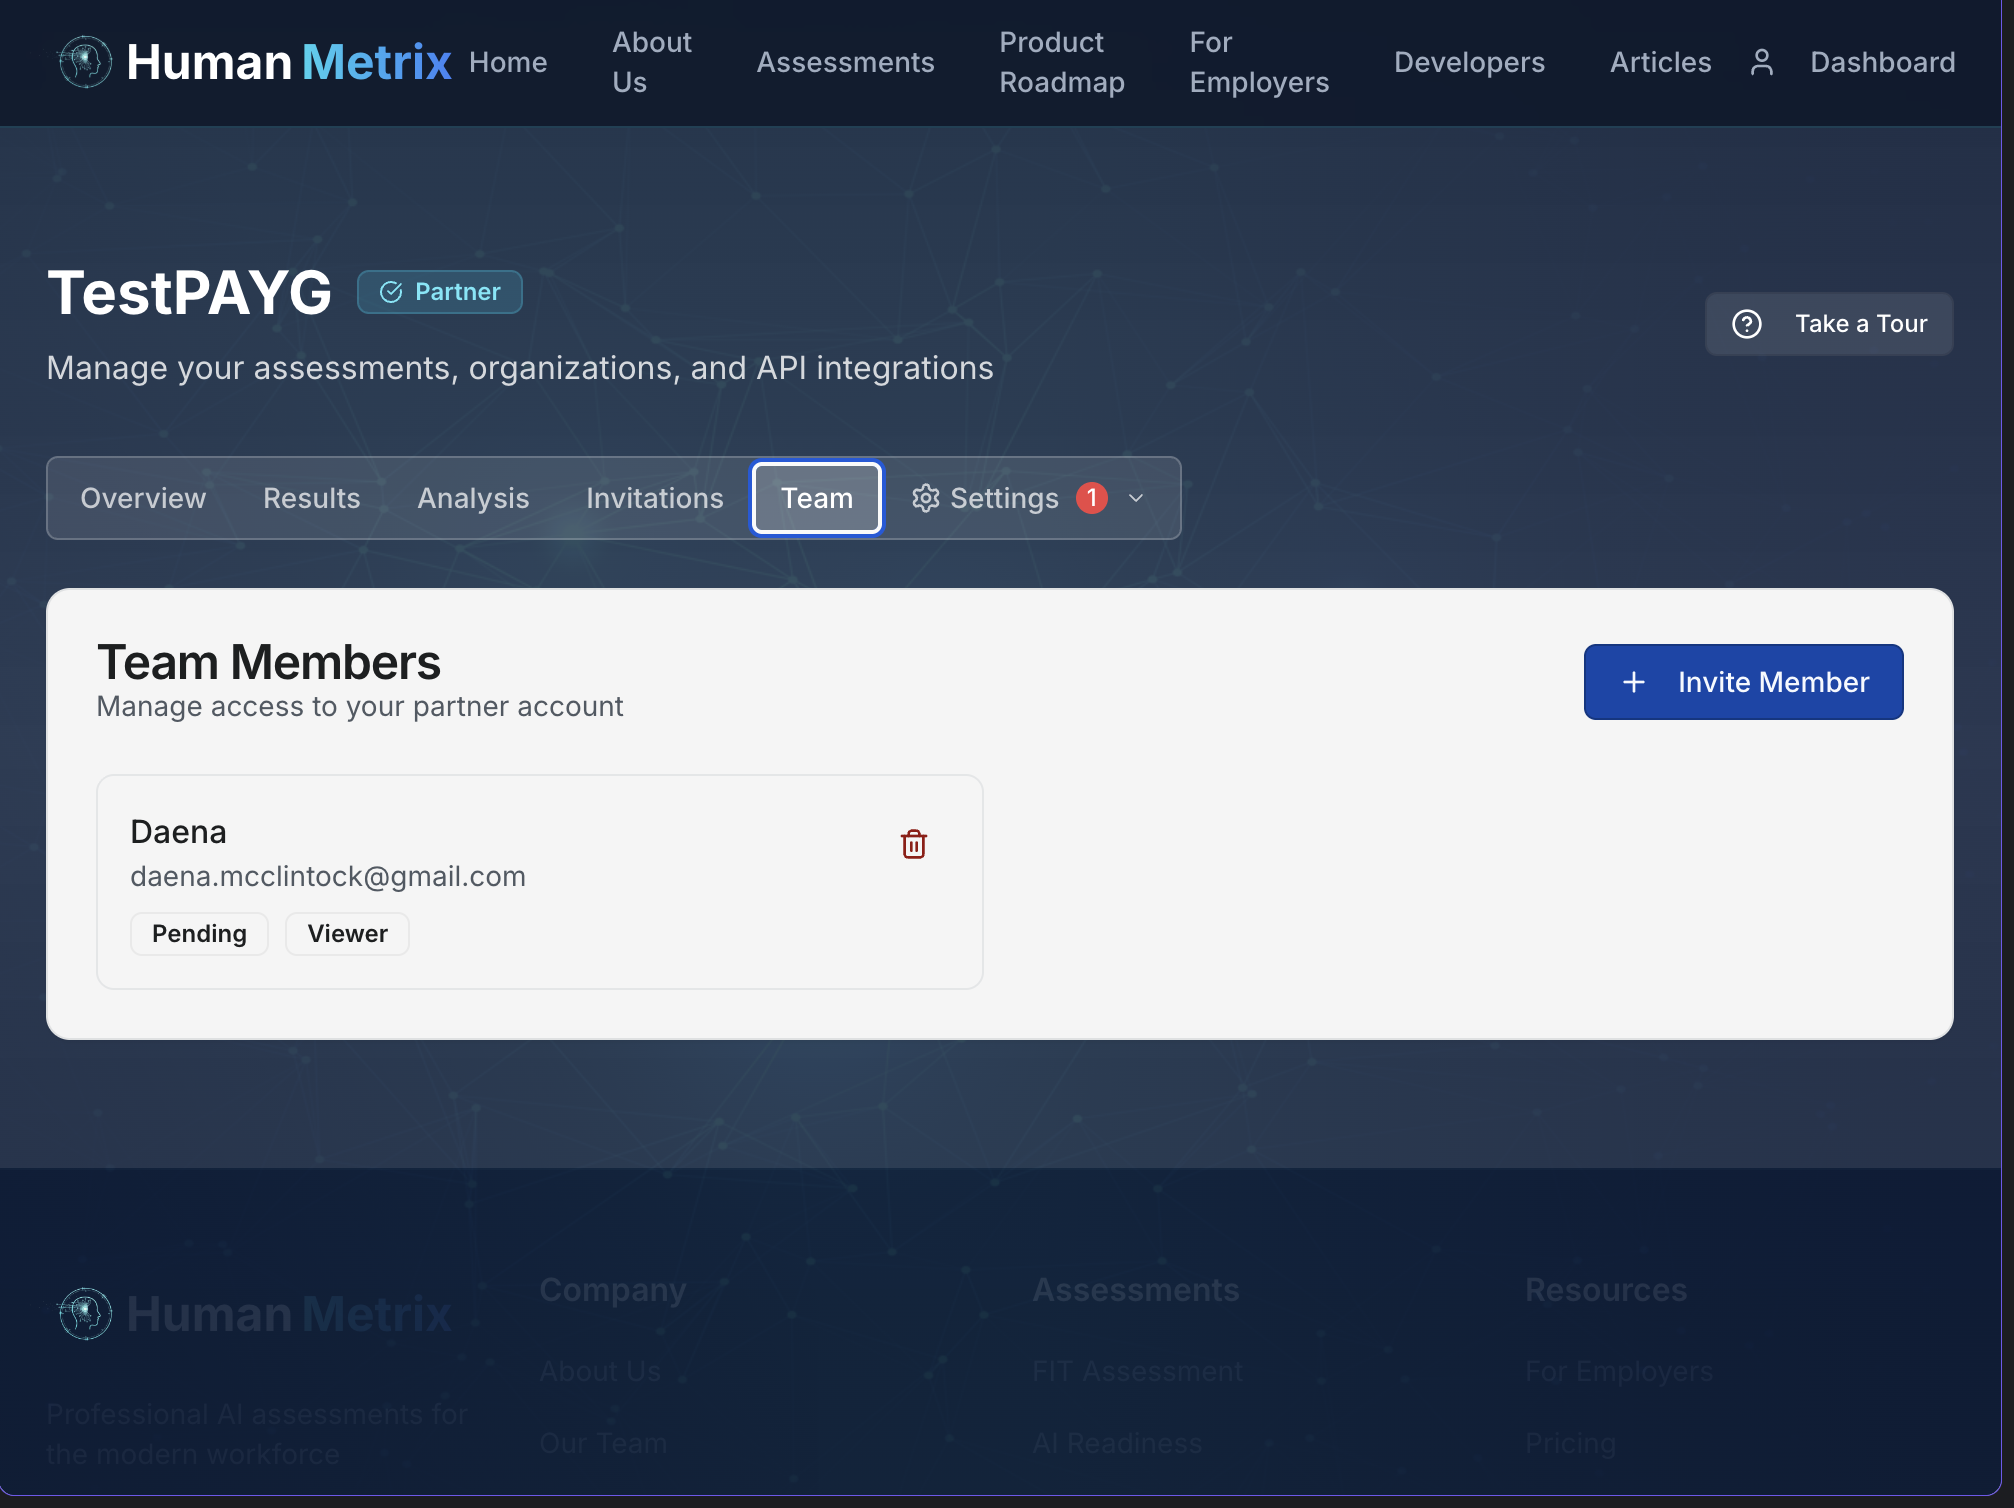 Human Metrix
Home
About Us
Assessments
Product Roadmap
For Employers
Developers
Articles
Dashboard
TestPAYG
Partner
Manage your assessments, organizations, and API integrations
Take a Tour
Overview
Results
Analysis
Invitations
Team
Settings
1
Team Members
Manage access to your partner account
Invite Member
Daena
daena.mcclintock@gmail.com
Pending
Viewer
Human Metrix
Professional AI assessments for
the modern workforce
Company
About Us
Our Team
Assessments
FIT Assessment
AI Readiness
Resources
For Employers
Pricing